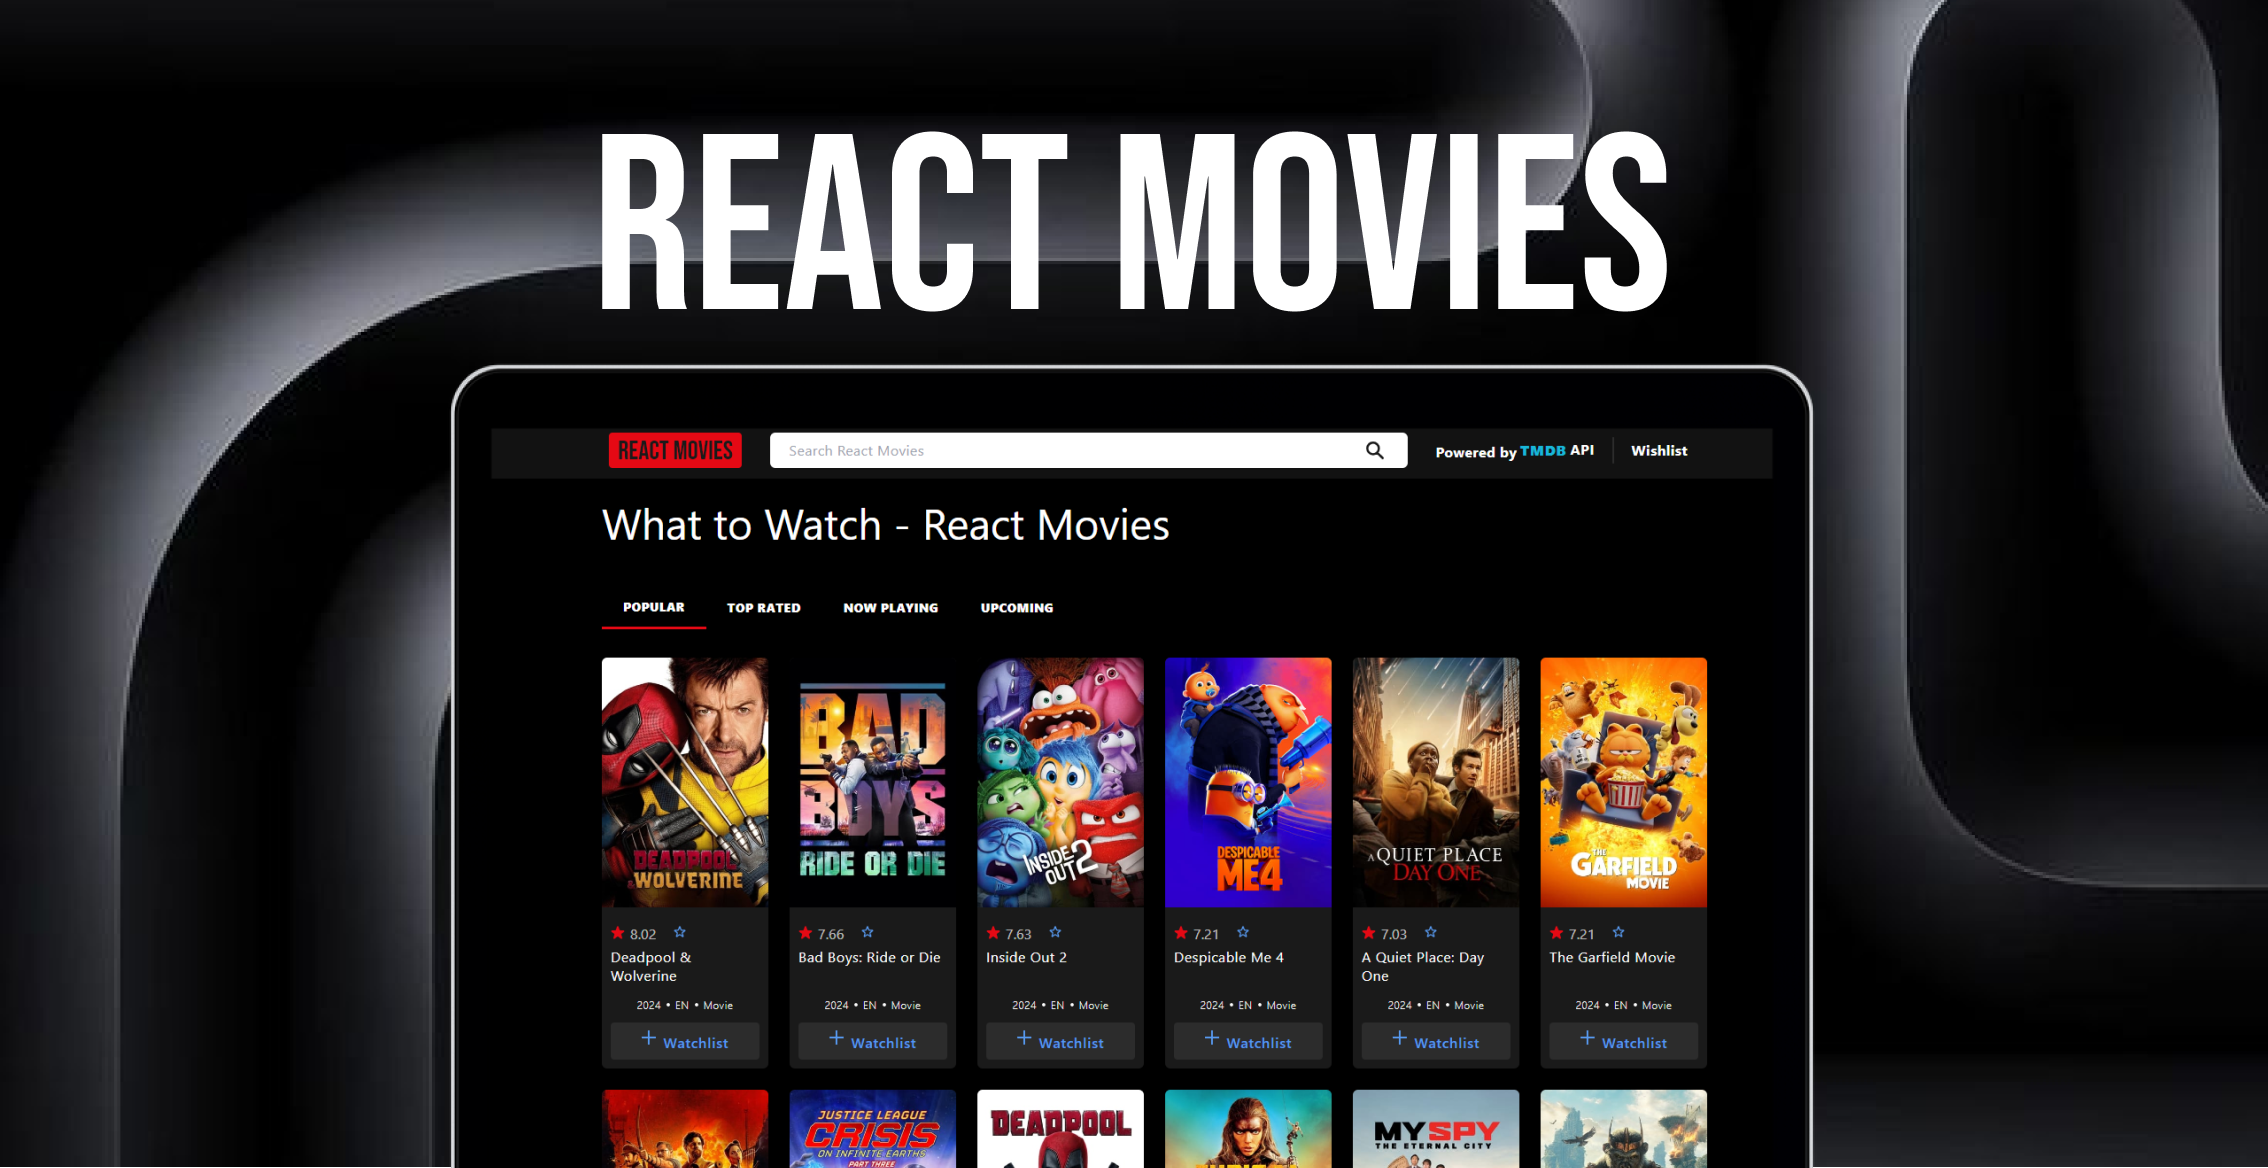 REACT MOVIES
REACT MOVIES
Search React Movies
Powered by TMDB API
Wishlist
What to Watch - React Movies
POPULAR
TOP RATED
NOW PLAYING
UPCOMING
DEADPOOL
& WOLVERINE
BAD
BOYS
RIDE OR DIE
INSIDE
OUT 2
DESPICABLE
ME4
A QUIET PLACE
DAY ONE
THE
GARFIELD
MOVIE
8.02
Deadpool &
Wolverine
2024 • EN • Movie
+ Watchlist
7.66
Bad Boys: Ride or Die
2024 • EN • Movie
+ Watchlist
7.63
Inside Out 2
2024 • EN • Movie
+ Watchlist
7.21
Despicable Me 4
2024 • EN • Movie
+ Watchlist
7.03
A Quiet Place: Day
One
2024 • EN • Movie
+ Watchlist
7.21
The Garfield Movie
2024 • EN • Movie
+ Watchlist
JUSTICE LEAGUE
CRISIS
ON INFINITE EARTHS
PART THREE
DEADPOOL
MY SPY
THE ETERNAL CITY